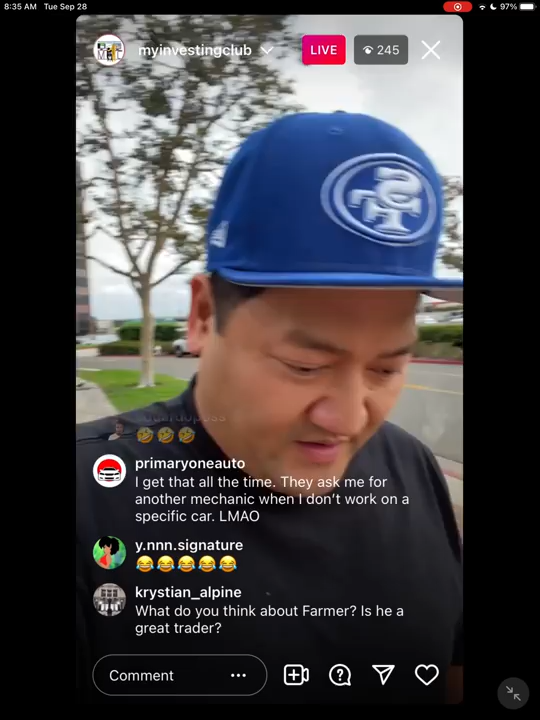 8:35 AM Tue Sep 28
97%
myinvestingclub
LIVE
245
SF
primaryoneauto
I get that all the time. They ask me for
another mechanic when I don't work on a
specific car. LMAO
y.nnn.signature
krystian_alpine
What do you think about Farmer? Is he a
great trader?
Comment